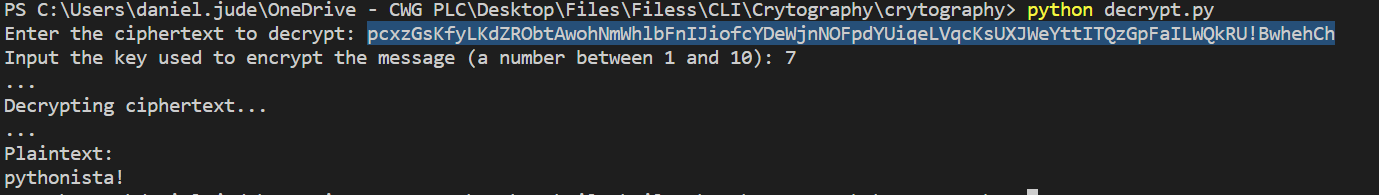 PS C:\Users\daniel.jude\OneDrive - CWG PLC\Desktop\Files\Filess\CLI\Crytography\crytography> python decrypt.py
Enter the ciphertext to decrypt: pcxzGsKfyLKdZRObtAwohNmWhlbFnIJiofcYDeWjnNOFpdYUiqeLVqcKsUXJWeYttITQzGpFaILWQkRU!BwhehCh
Input the key used to encrypt the message (a number between 1 and 10): 7
...
Decrypting ciphertext...
...
Plaintext:
pythonista!